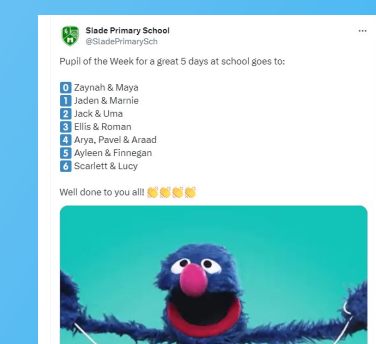 Slade Primary School
@SladePrimarySch
Pupil of the Week for a great 5 days at school goes to:
0 Zaynah & Maya
1 Jaden & Marnie
2 Jack & Uma
3 Ellis & Roman
4 Arya, Pavel & Araad
5 Ayleen & Finnegan
6 Scarlett & Lucy
Well done to you all! 👏👏👏👏